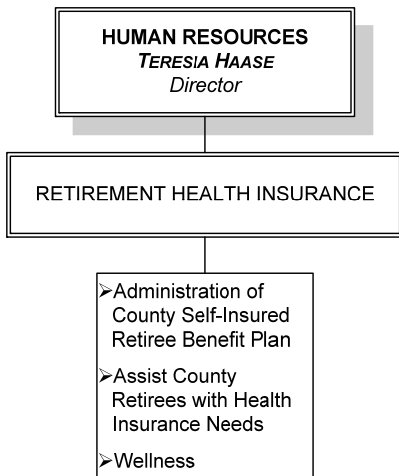 HUMAN RESOURCES
TERESIA HAASE
Director
RETIREMENT HEALTH INSURANCE
➢Administration of
County Self-Insured
Retiree Benefit Plan
➢Assist County
Retirees with Health
Insurance Needs
➢Wellness